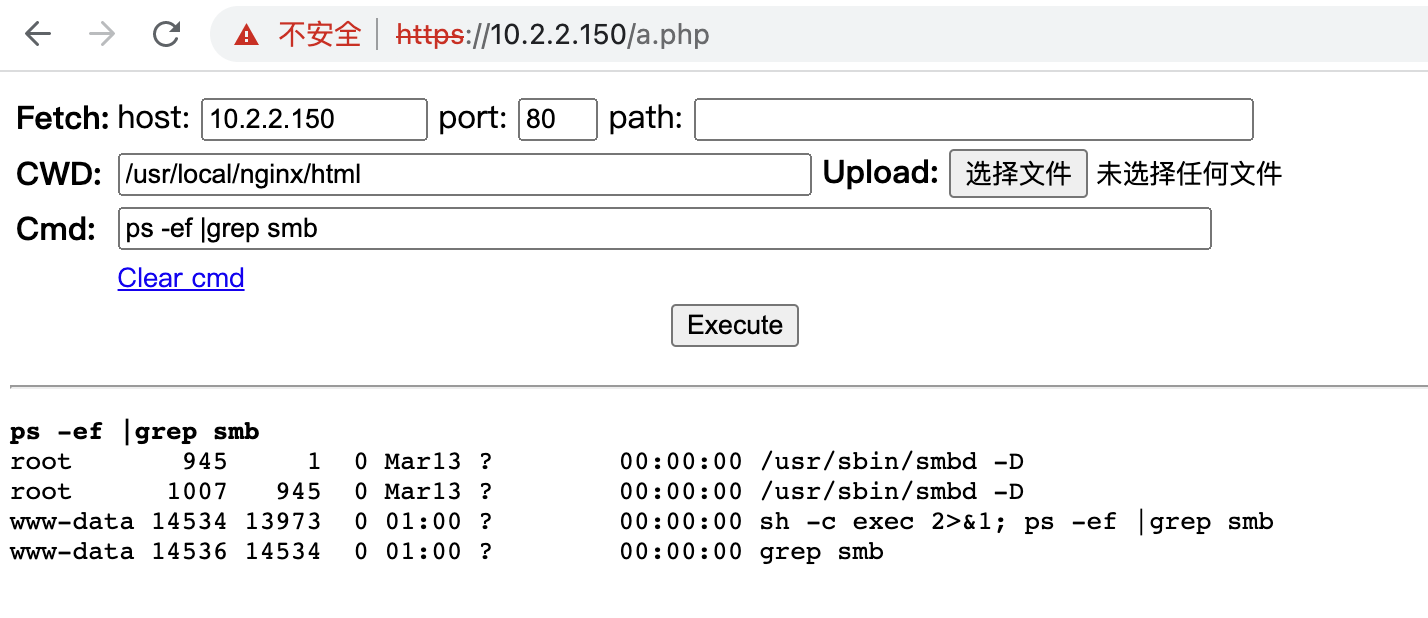 不安全 https://10.2.2.150/a.php
Fetch: host: 10.2.2.150 port: 80 path:
CWD: /usr/local/nginx/html Upload: 选择文件 未选择任何文件
Cmd: ps -ef |grep smb
Clear cmd
Execute
ps -ef |grep smb
root       945     1  0 Mar13 ?        00:00:00 /usr/sbin/smbd -D
root      1007   945  0 Mar13 ?        00:00:00 /usr/sbin/smbd -D
www-data 14534 13973  0 01:00 ?        00:00:00 sh -c exec 2>&1; ps -ef |grep smb
www-data 14536 14534  0 01:00 ?        00:00:00 grep smb